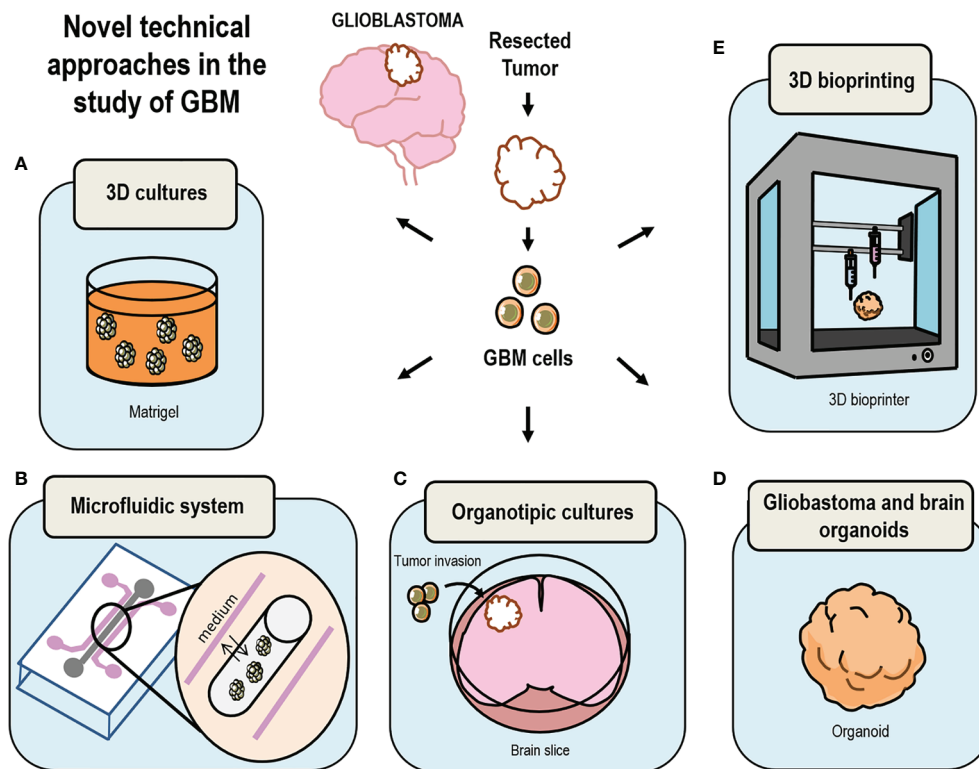 Novel technical
approaches in the
study of GBM
GLIOBLASTOMA
Resected
Tumor
GBM cells
A
3D cultures
Matrigel
B
Microfluidic system
medium
C
Organotipic cultures
Tumor invasion
Brain slice
D
Gliobastoma and brain
organoids
Organoid
E
3D bioprinting
3D bioprinter